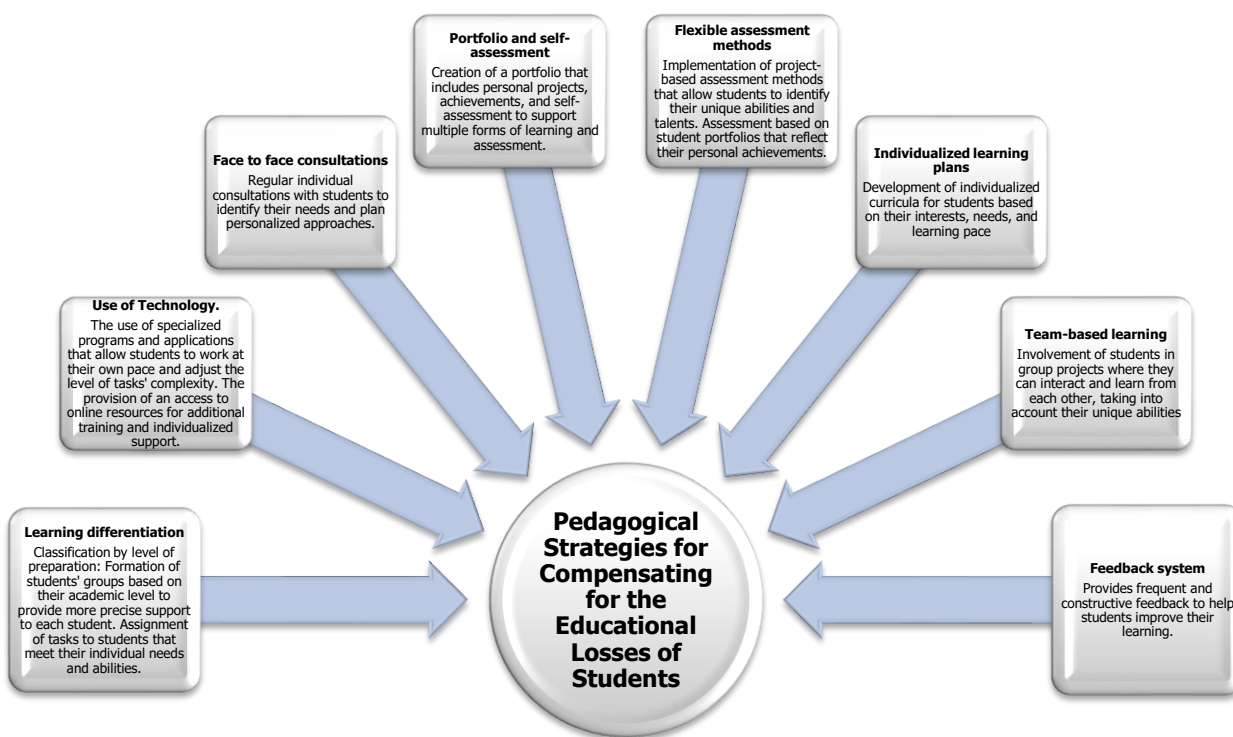 Portfolio and self-
assessment
Creation of a portfolio that
includes personal projects,
achievements, and self-
assessment to support
multiple forms of learning and
assessment.
Flexible assessment
methods
Implementation of project-
based assessment methods
that allow students to identify
their unique abilities and
talents. Assessment based on
student portfolios that reflect
their personal achievements.
Face to face consultations
Regular individual
consultations with students to
identify their needs and plan
personalized approaches.
Individualized learning
plans
Development of individualized
curricula for students based
on their interests, needs, and
learning pace
Use of Technology.
The use of specialized
programs and applications
that allow students to work at
their own pace and adjust the
level of tasks' complexity. The
provision of an access to
online resources for additional
training and individualized
support.
Team-based learning
Involvement of students in
group projects where they
can interact and learn from
each other, taking into
account their unique abilities
Learning differentiation
Classification by level of
preparation: Formation of
students' groups based on
their academic level to
provide more precise support
to each student. Assignment
of tasks to students that
meet their individual needs
and abilities.
Pedagogical
Strategies for
Compensating
for the
Educational
Losses of
Students
Feedback system
Provides frequent and
constructive feedback to help
students improve their
learning.